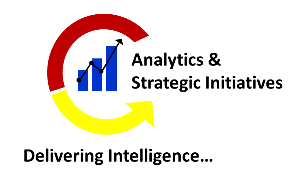 Analytics &
Strategic Initiatives
Delivering Intelligence...